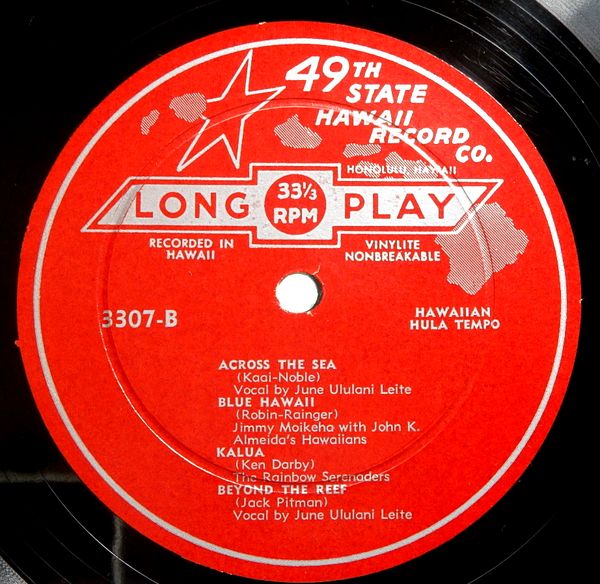 49TH
STATE
HAWAII
RECORD
CO.
HONOLULU, HAWAII
LONG 33 1/3 RPM PLAY
RECORDED IN
HAWAII
VINYLITE
NONBREAKABLE
3307-B
HAWAIIAN
HULA TEMPO
ACROSS THE SEA
(Kaai-Noble)
Vocal by June Ululani Leite
BLUE HAWAII
(Robin-Rainger)
Jimmy Moikeha with John K.
Almeida's Hawaiians
KALUA
(Ken Darby)
The Rainbow Serenaders
BEYOND THE REEF
(Jack Pitman)
Vocal by June Ululani Leite